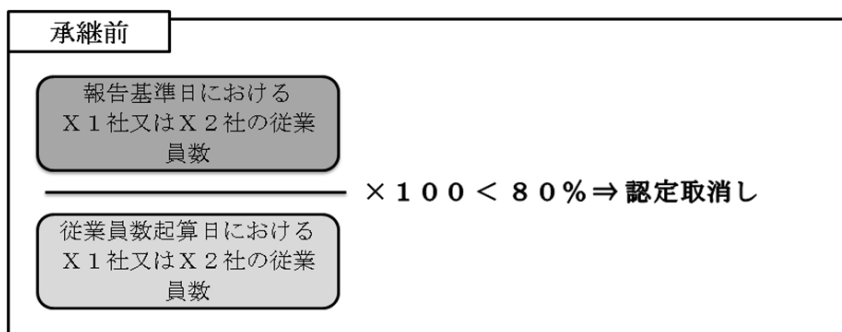 承継前
報告基準日における
X1社又はX2社の従業
員数
×100<80%⇒認定取消し
従業員数起算日における
X1社又はX2社の従業
員数